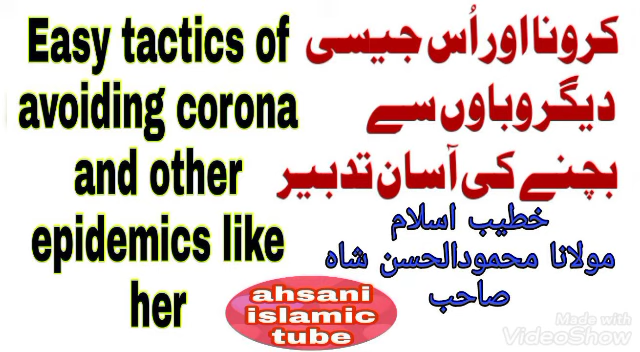 Easy tactics of
avoiding corona
and other
epidemics like
her
کرونا اور اُس جیسی
دیگر وباوں سے
بچنے کی آسان تدبیر
خطیب اسلام
مولانا محمودالحسن شاہ
صاحب
ahsani
islamic
tube
Made with
VideoShow